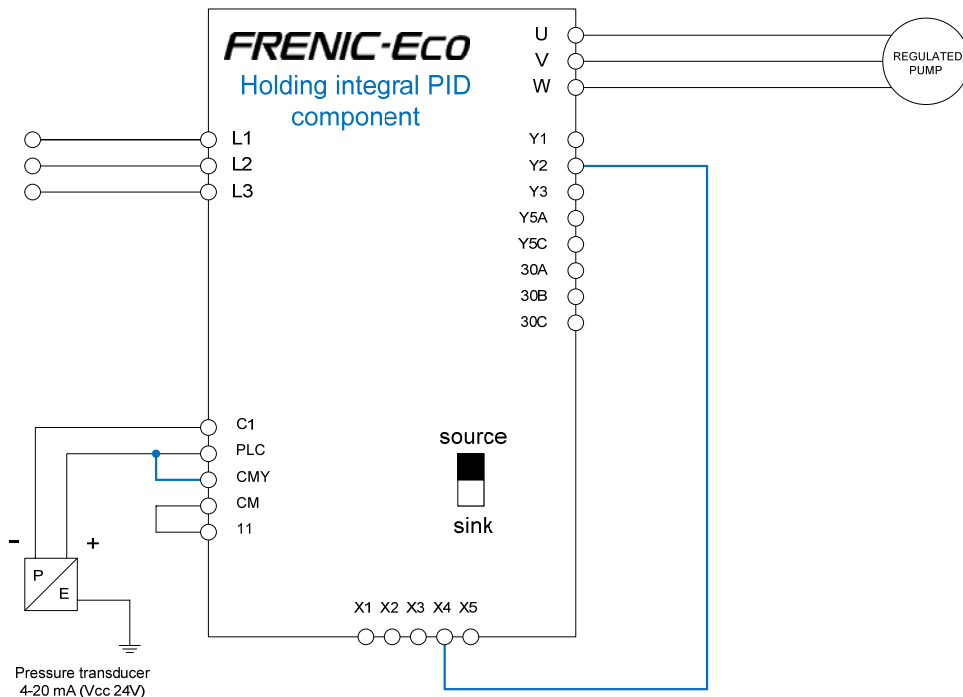 FRENIC-Eco
Holding integral PID
component
L1
L2
L3
U
V
W
REGULATED
PUMP
Y1
Y2
Y3
Y5A
Y5C
30A
30B
30C
C1
PLC
CMY
CM
11
source
sink
- +
P
E
X1 X2 X3 X4 X5
Pressure transducer
4-20 mA (Vcc 24V)